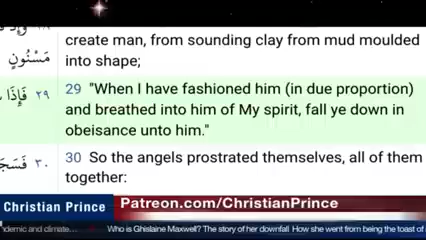 create man, from sounding clay from mud moulded
into shape;
مَسْنُونٍ
٢٩
29 "When I have fashioned him (in due proportion)
and breathed into him of My spirit, fall ye down in
obeisance unto him."
٣٠
30 So the angels prostrated themselves, all of them
together:
Christian Prince
Patreon.com/ChristianPrince
and climate… Who is Ghislaine Maxwell? The story of her downfall How she went from being the toast of